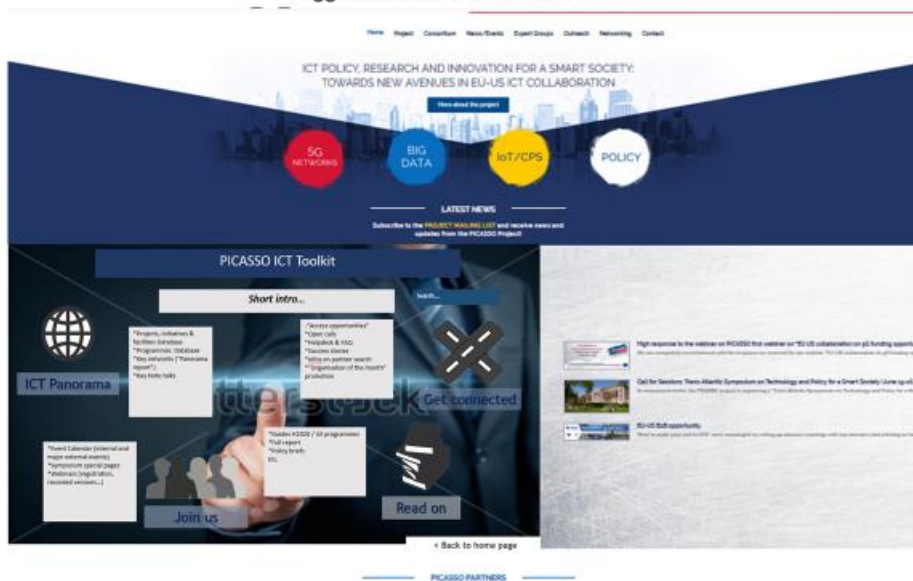 Home Project Consortium News/Events Expert Groups Outreach Networking Contact
ICT POLICY, RESEARCH AND INNOVATION FOR A SMART SOCIETY:
TOWARDS NEW AVENUES IN EU-US ICT COLLABORATION
More about the project
5G
NETWORKS
BIG
DATA
IoT/CPS
POLICY
LATEST NEWS
Subscribe to the PROJECT MAILING LIST and receive news and
updates from the PICASSO Project!
PICASSO ICT Toolkit
Short intro...
Search...
ICT Panorama
*Projects, initiatives &
facilities Database
*Programmes Database
*Key networks ("Panorama
report")
*Key Note talks
"Access opportunities"
*Open calls
*Helpdesk & FAQ
*Success stories
*Infos on partner search
*"Organisation of the month"
promotion
Get connected
*Event Calendar (internal and
major external events)
*Symposium special pages
*Webinars (registration,
recorded versions...)
Join us
*Guides H2020 / US programmes
*Full report
*Policy briefs
Etc.
Read on
< Back to home page
High response to the webinar on PICASSO first webinar on "EU US collaboration on 5G funding
Call for Sessions: Trans-Atlantic Symposium on Technology and Policy for a Smart Society (June
EU-US B2B opportunity
PICASSO PARTNERS